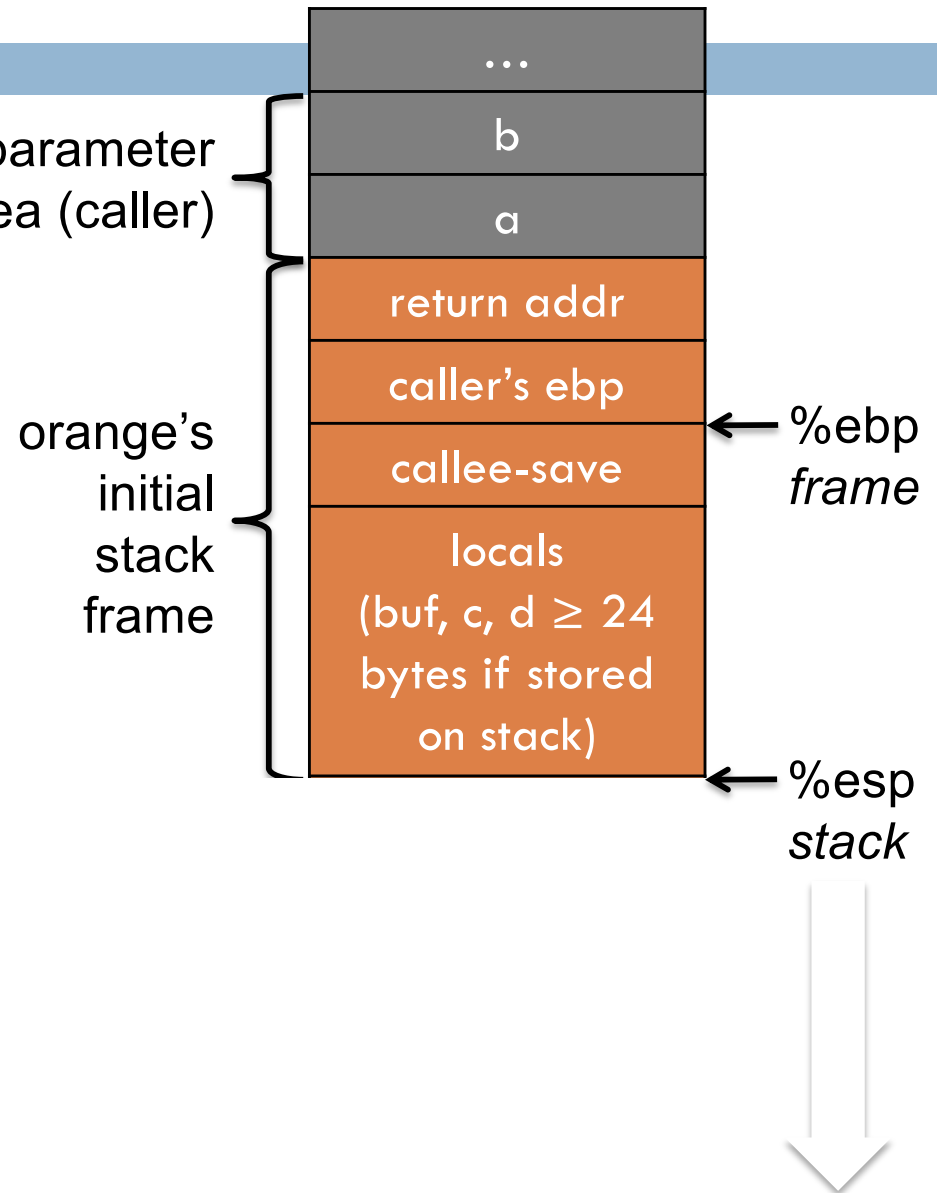 …
b
parameter
(caller)
a
return addr
caller's ebp
%ebp
frame
orange's
initial
stack
frame
callee-save
locals
(buf, c, d ≥ 24
bytes if stored
on stack)
%esp
stack